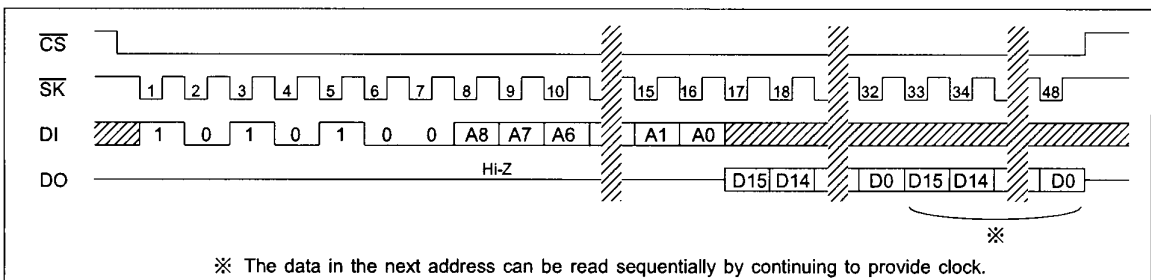 CS
SK 1 2 3 4 5 6 7 8 9 10 15 16 17 18 32 33 34 48
DI 1 0 1 0 1 0 0 A8 A7 A6 A1 A0
Hi-Z
DO D15 D14 D0 D15 D14 D0
※
※ The data in the next address can be read sequentially by continuing to provide clock.